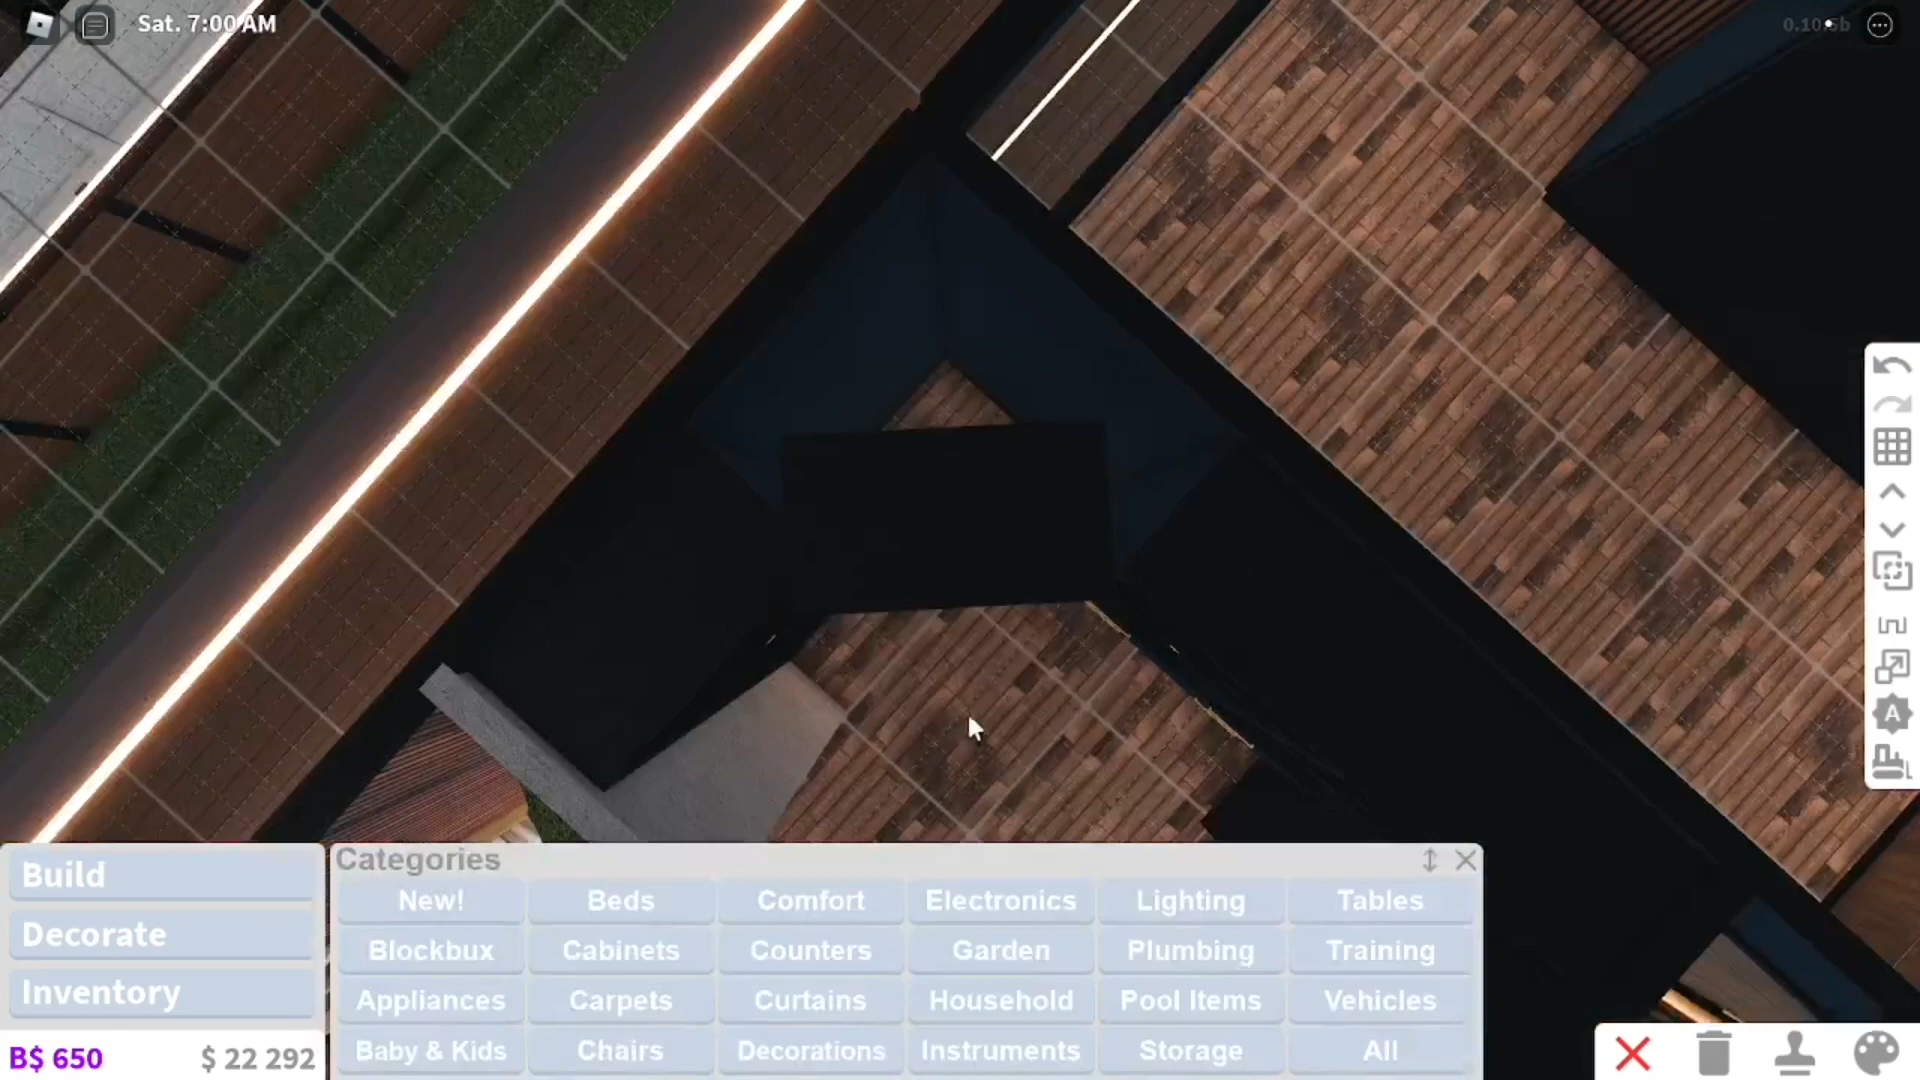 Sat. 7:00 AM
Build
Decorate
Inventory
B$ 650 $ 22 292
Categories
New! Beds Comfort Electronics Lighting Tables
Blockbux Cabinets Counters Garden Plumbing Training
Appliances Carpets Curtains Household Pool Items Vehicles
Baby & Kids Chairs Decorations Instruments Storage All
A